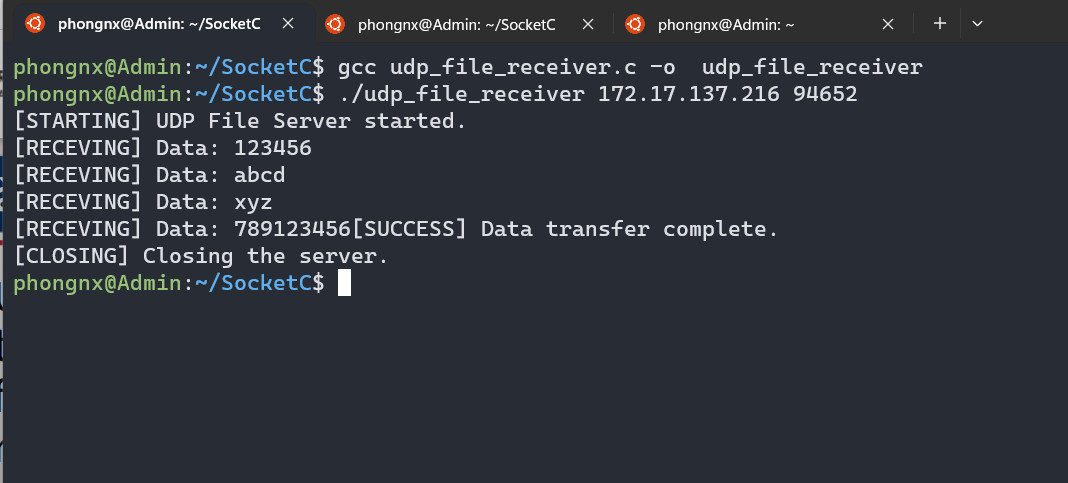 phongnx@Admin: ~/SocketC phongnx@Admin: ~/SocketC phongnx@Admin: ~
phongnx@Admin:~/SocketC$ gcc udp_file_receiver.c -o  udp_file_receiver
phongnx@Admin:~/SocketC$ ./udp_file_receiver 172.17.137.216 94652
[STARTING] UDP File Server started.
[RECEVING] Data: 123456
[RECEVING] Data: abcd
[RECEVING] Data: xyz
[RECEVING] Data: 789123456[SUCCESS] Data transfer complete.
[CLOSING] Closing the server.
phongnx@Admin:~/SocketC$